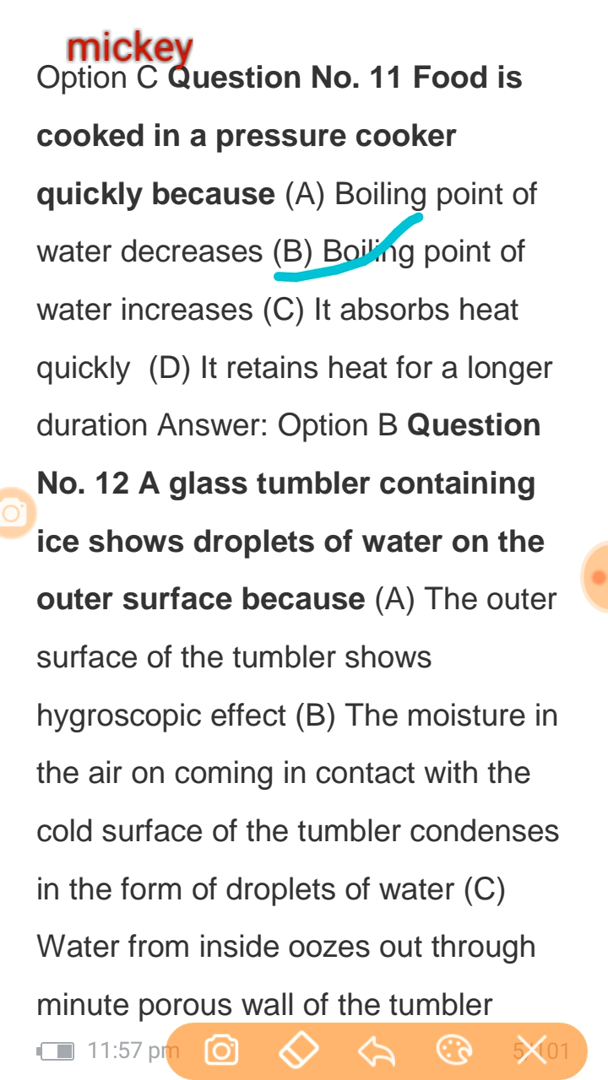 mickey
Option C Question No. 11 Food is
cooked in a pressure cooker
quickly because (A) Boiling point of
water decreases (B) Boiling point of
water increases (C) It absorbs heat
quickly (D) It retains heat for a longer
duration Answer: Option B Question
No. 12 A glass tumbler containing
ice shows droplets of water on the
outer surface because (A) The outer
surface of the tumbler shows
hygroscopic effect (B) The moisture in
the air on coming in contact with the
cold surface of the tumbler condenses
in the form of droplets of water (C)
Water from inside oozes out through
minute porous wall of the tumbler
11:57 pm